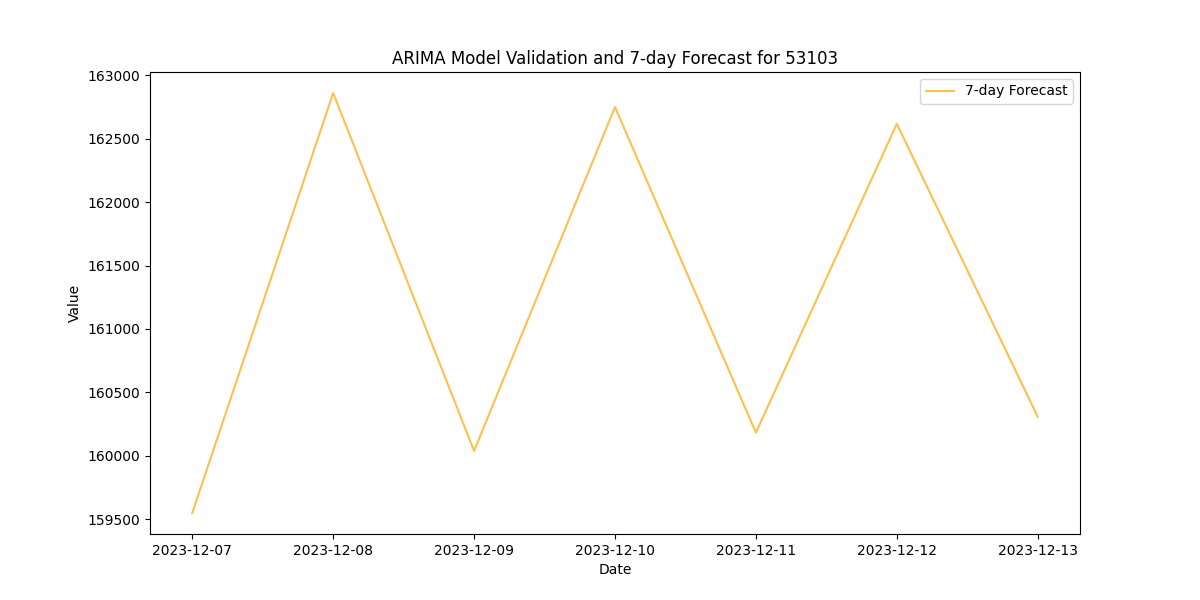 ARIMA Model Validation and 7-day Forecast for 53103
7-day Forecast
163000
162500
162000
161500
161000
160500
160000
159500
Value
2023-12-07 2023-12-08 2023-12-09 2023-12-10 2023-12-11 2023-12-12 2023-12-13
Date